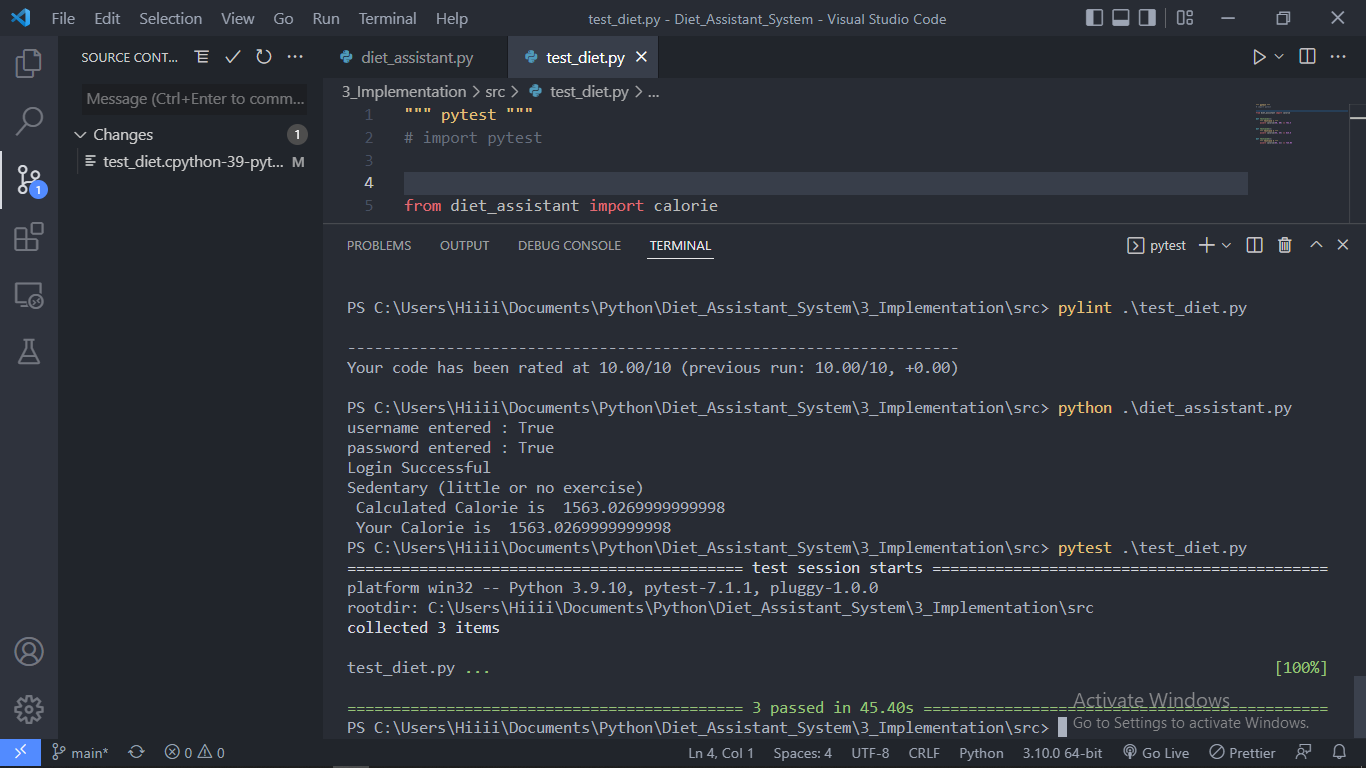 File Edit Selection View Go Run Terminal Help test_diet.py - Diet_Assistant_System - Visual Studio Code
SOURCE CONT... diet_assistant.py test_diet.py
3_Implementation > src > test_diet.py > ...
Message (Ctrl+Enter to comm...
Changes 1
test_diet.cpython-39-pyt... M
1
1 """ pytest """
2 # import pytest
3
4
5 from diet_assistant import calorie
PROBLEMS OUTPUT DEBUG CONSOLE TERMINAL pytest
PS C:\Users\Hiiii\Documents\Python\Diet_Assistant_System\3_Implementation\src> pylint .\test_diet.py
--------------------------------------------------------------------
Your code has been rated at 10.00/10 (previous run: 10.00/10, +0.00)
PS C:\Users\Hiiii\Documents\Python\Diet_Assistant_System\3_Implementation\src> python .\diet_assistant.py
username entered : True
password entered : True
Login Successful
Sedentary (little or no exercise)
Calculated Calorie is  1563.0269999999998
Your Calorie is  1563.0269999999998
PS C:\Users\Hiiii\Documents\Python\Diet_Assistant_System\3_Implementation\src> pytest .\test_diet.py
============================================ test session starts ============================================
platform win32 -- Python 3.9.10, pytest-7.1.1, pluggy-1.0.0
rootdir: C:\Users\Hiiii\Documents\Python\Diet_Assistant_System\3_Implementation\src
collected 3 items
test_diet.py ... [100%]
============================================ 3 passed in 45.40s =============================================
PS C:\Users\Hiiii\Documents\Python\Diet_Assistant_System\3_Implementation\src>
Activate Windows
Go to Settings to activate Windows.
main* 0 0 Ln 4, Col 1 Spaces: 4 UTF-8 CRLF Python 3.10.0 64-bit Go Live Prettier